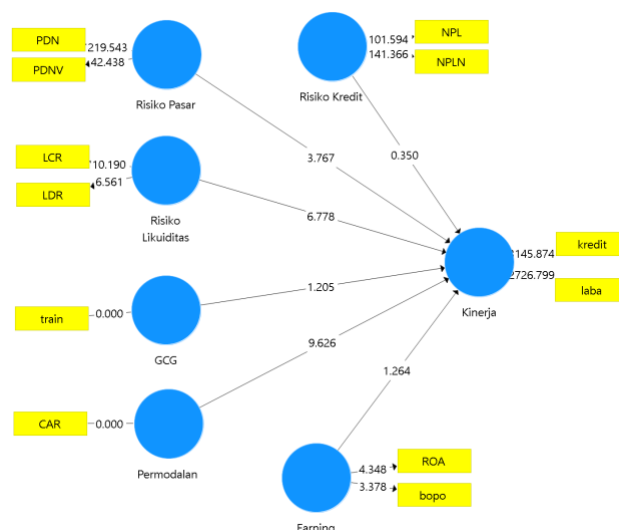 PDN
219.543
PDNV
42.438
Risiko Pasar
NPL
101.594
NPLN
141.366
Risiko Kredit
3.767
0.350
LCR
10.190
LDR
6.561
Risiko
Likuiditas
6.778
kredit
145.874
2726.799
laba
Kinerja
train
0.000
1.205
GCG
9.626
CAR
0.000
Permodalan
1.264
ROA
4.348
3.378
bopo
Earning